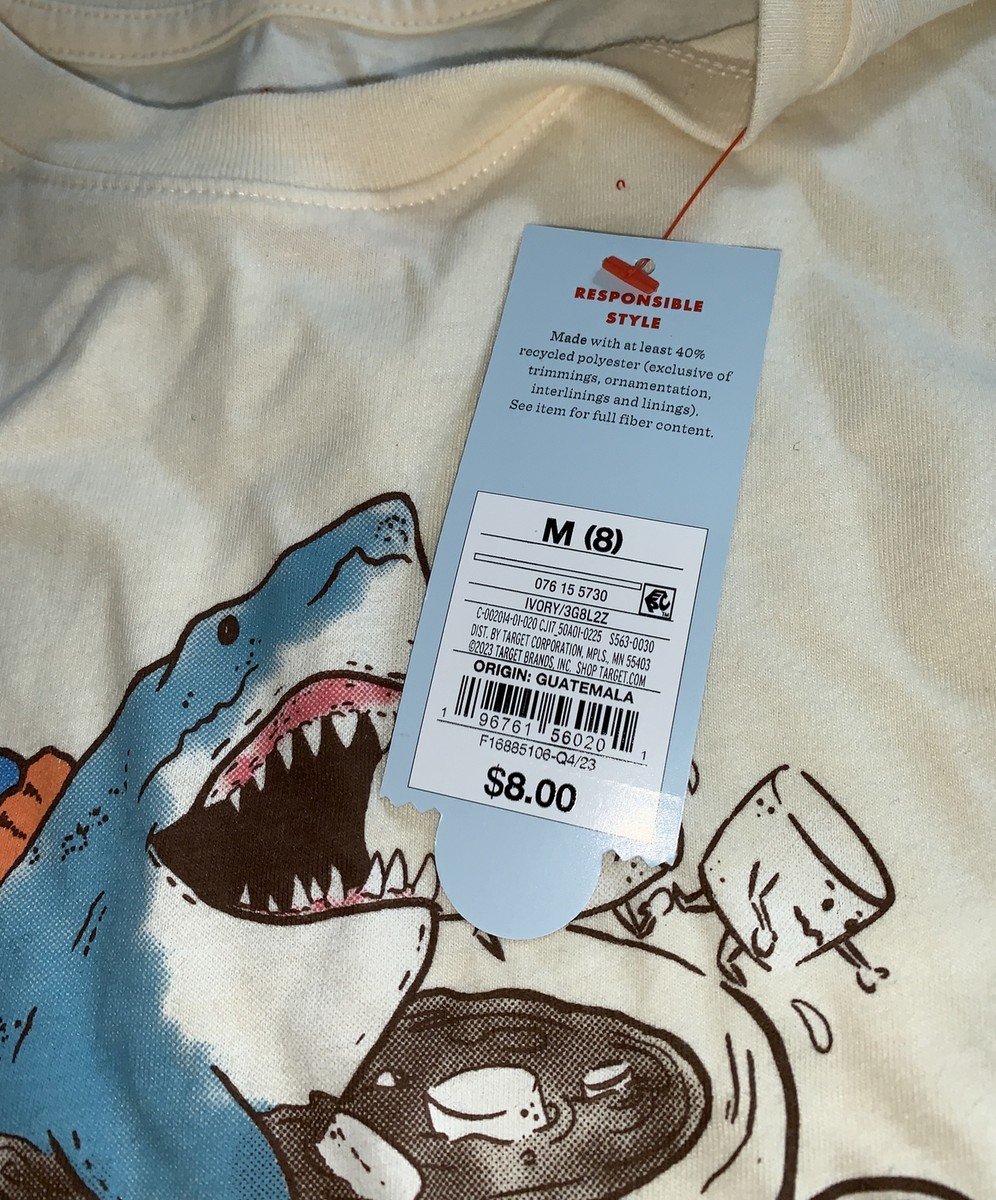 RESPONSIBLE
STYLE
Made with at least 40%
recycled polyester (exclusive of
trimmings, ornamentation,
interlinings and linings).
See item for full fiber content.
M (8)
076 15 5730
IVORY/3G8L2Z
C-002014-01-020 CJ17_50A01-0225 S563-0030
DIST. BY TARGET CORPORATION, MPLS, MN 55403
©2023 TARGET BRANDS, INC. SHOP TARGET.COM
ORIGIN: GUATEMALA
1 96761 56020 1
F16885106-Q4/23
$8.00